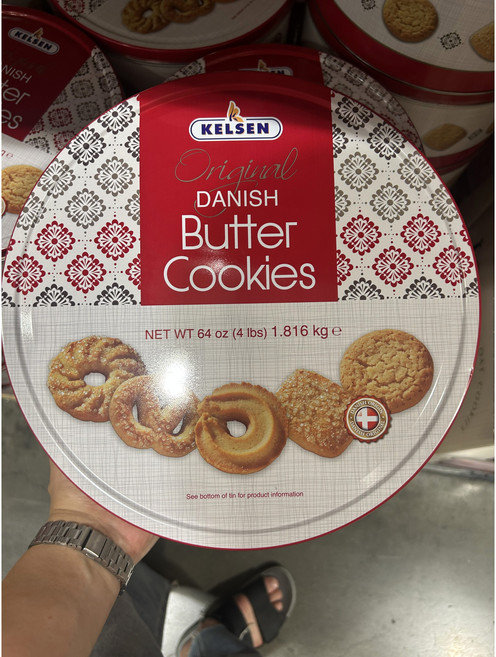 KELSEN
Original
DANISH
Butter
Cookies
NET WT 64 oz (4 lbs) 1.816 kg ℮
See bottom of tin for product information
KELSEN